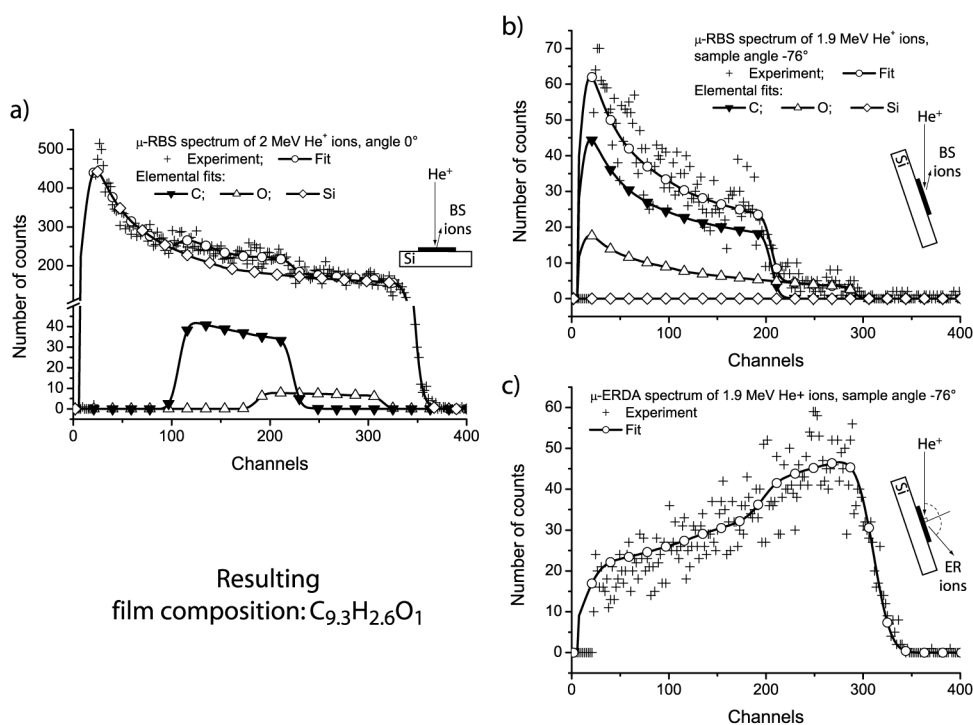 a)
μ-RBS spectrum of 2 MeV He⁺ ions, angle 0°
+ Experiment; Fit
Elemental fits:
C; O; Si
Number of counts
500
450
400
350
300
250
200
150
40
30
20
10
0
0 100 200 300 400
Channels
He⁺
BS
ions
Si
Resulting
film composition: C₉.₃H₂.₆O₁
b)
μ-RBS spectrum of 1.9 MeV He⁺ ions,
sample angle -76°
+ Experiment; Fit
Elemental fits:
C; O; Si
Number of counts
70
60
50
40
30
20
10
0
0 100 200 300 400
Channels
He⁺
Si
BS
ions
c)
μ-ERDA spectrum of 1.9 MeV He+ ions, sample angle -76°
+ Experiment
Fit
Number of counts
60
50
40
30
20
10
0
0 100 200 300 400
Channels
He⁺
Si
ER
ions